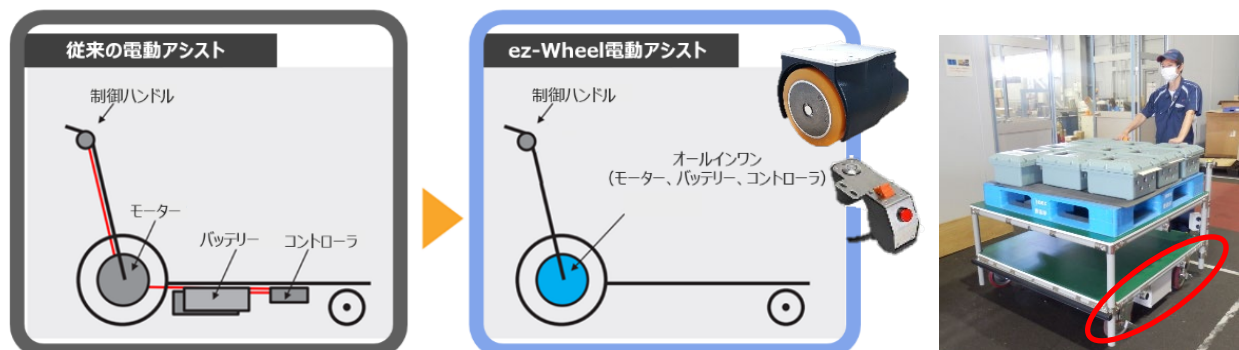 従来の電動アシスト
制御ハンドル
モーター
バッテリー
コントローラ
ez-Wheel電動アシスト
制御ハンドル
オールインワン
（モーター、バッテリー、コントローラ）